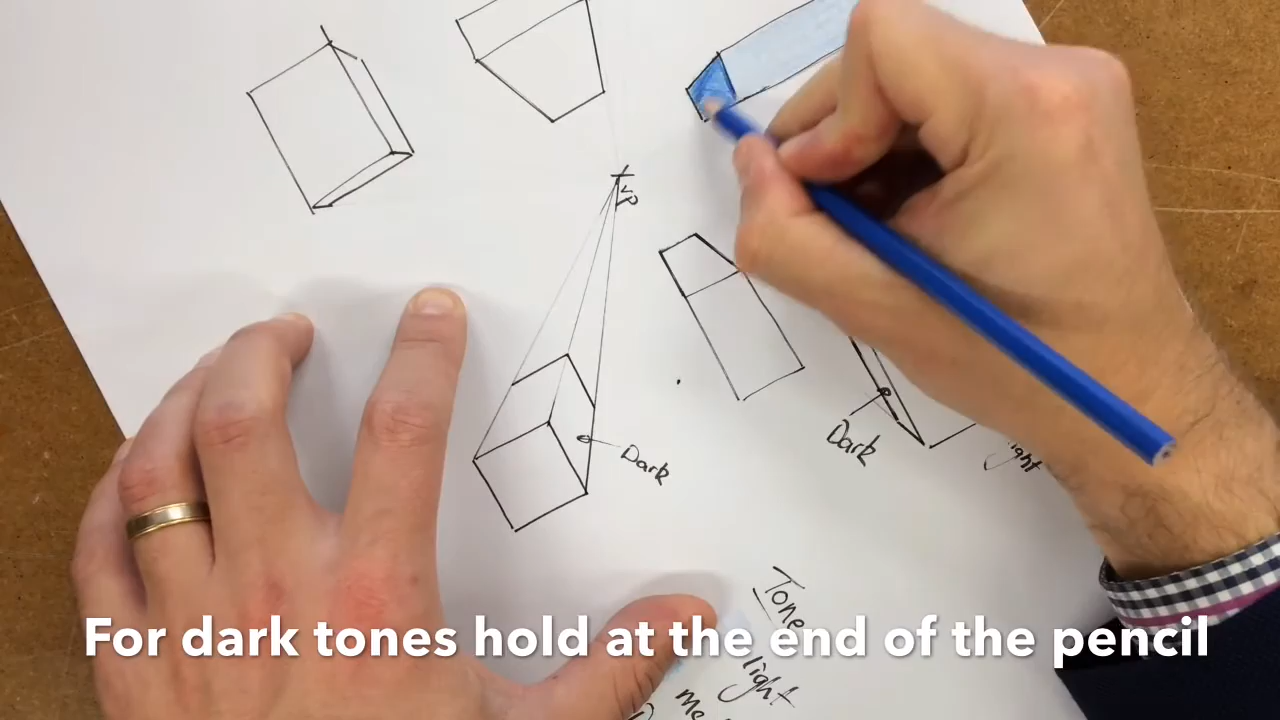 VP
Dark
Dark
Tone
light
For dark tones hold at the end of the pencil